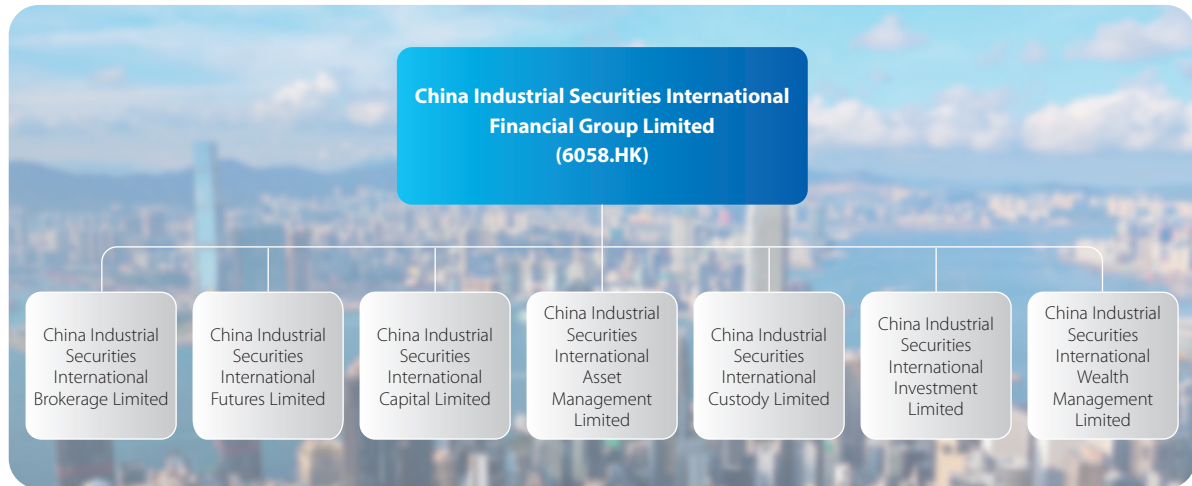 China Industrial Securities International
Financial Group Limited
(6058.HK)
China Industrial
Securities
International
Brokerage Limited
China Industrial
Securities
International
Futures Limited
China Industrial
Securities
International
Capital Limited
China Industrial
Securities
International
Asset
Management
Limited
China Industrial
Securities
International
Custody Limited
China Industrial
Securities
International
Investment
Limited
China Industrial
Securities
International
Wealth
Management
Limited